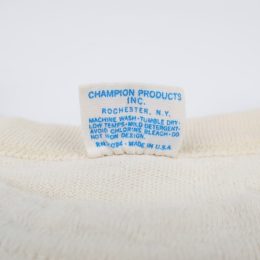 CHAMPION PRODUCTS
INC.
ROCHESTER, N.Y.
MACHINE WASH-TUMBLE DRY-
LOW TEMPS-MILD DETERGENT-
AVOID CHLORINE BLEACH-DO
NOT IRON DESIGN.
MADE IN U.S.A.